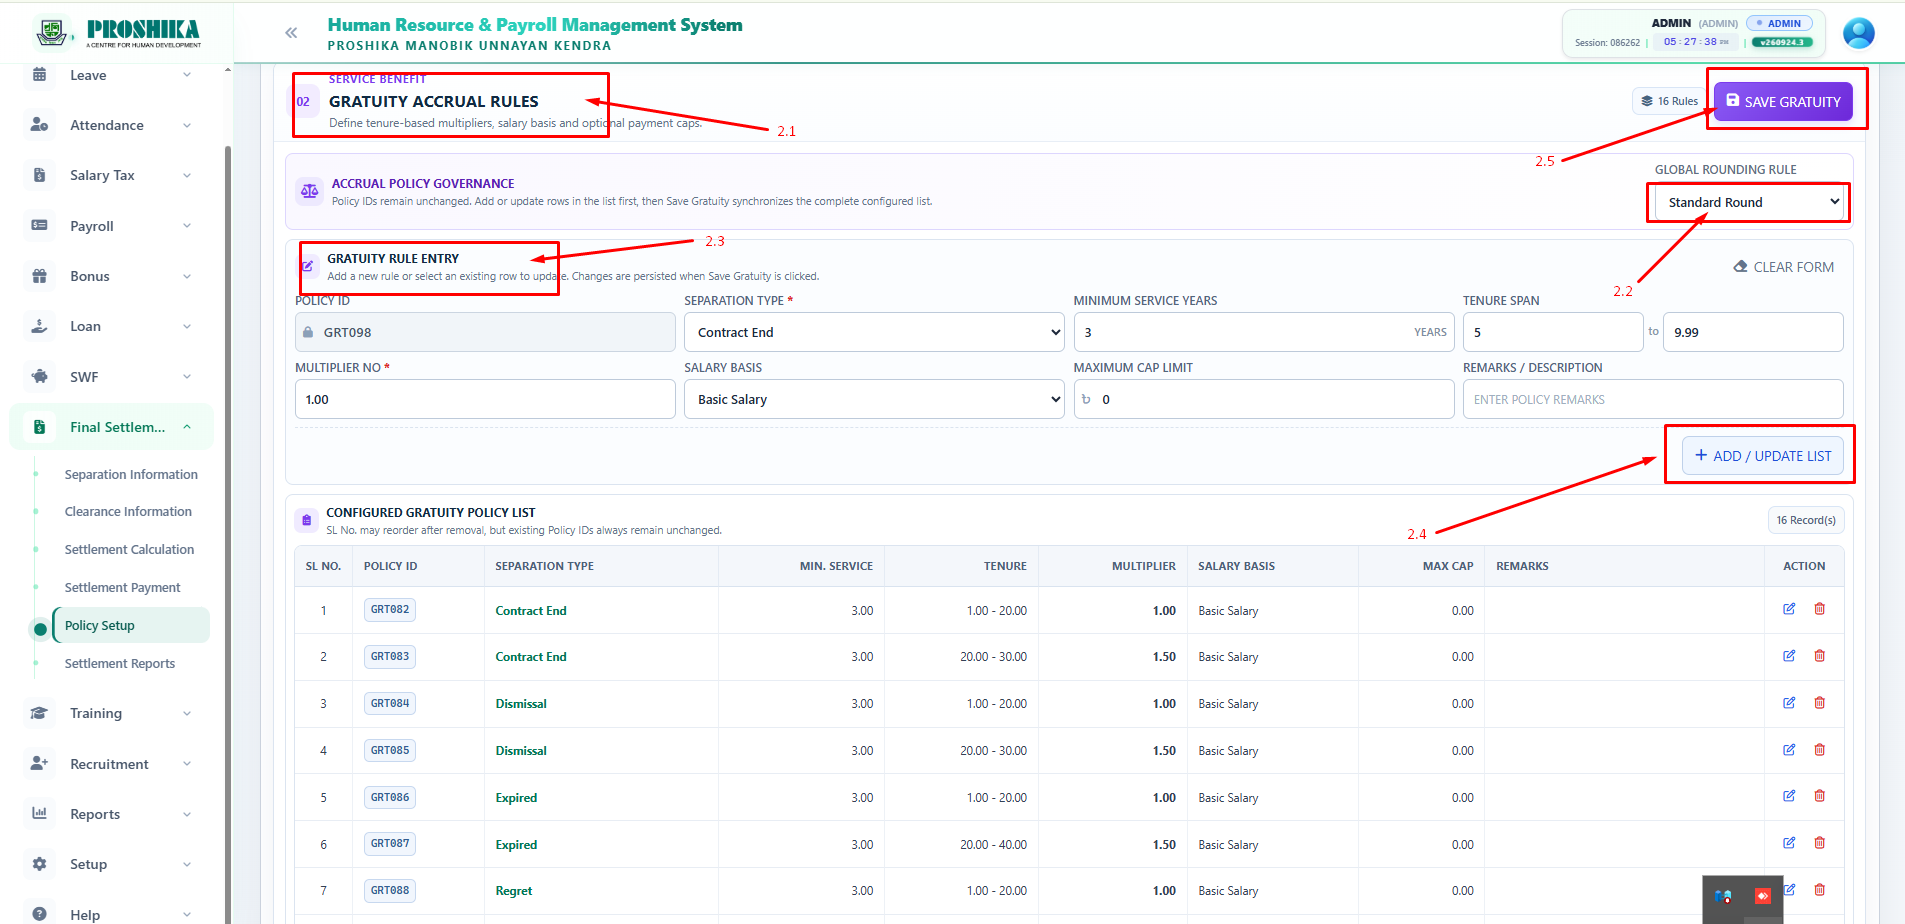 PROSHIKA
A CENTRE FOR HUMAN DEVELOPMENT
Human Resource & Payroll Management System
PROSHIKA MANOBIK UNNAYAN KENDRA
ADMIN (ADMIN) ADMIN
Session: 086262 | 05 : 27 : 38 PM | v260924.3
Leave
Attendance
Salary Tax
Payroll
Bonus
Loan
SWF
Final Settlem...
Separation Information
Clearance Information
Settlement Calculation
Settlement Payment
Policy Setup
Settlement Reports
Training
Recruitment
Reports
Setup
Help
SERVICE BENEFIT
02 GRATUITY ACCRUAL RULES
Define tenure-based multipliers, salary basis and optional payment caps.
2.1
16 Rules
SAVE GRATUITY
2.5
ACCRUAL POLICY GOVERNANCE
Policy IDs remain unchanged. Add or update rows in the list first, then Save Gratuity synchronizes the complete configured list.
GLOBAL ROUNDING RULE
Standard Round
2.2
GRATUITY RULE ENTRY
Add a new rule or select an existing row to update. Changes are persisted when Save Gratuity is clicked.
2.3
CLEAR FORM
POLICY ID SEPARATION TYPE * MINIMUM SERVICE YEARS TENURE SPAN
GRT098 Contract End 3 YEARS 5 to 9.99
MULTIPLIER NO * SALARY BASIS MAXIMUM CAP LIMIT REMARKS / DESCRIPTION
1.00 Basic Salary ৳ 0 ENTER POLICY REMARKS
+ ADD / UPDATE LIST
2.4
CONFIGURED GRATUITY POLICY LIST
SL No. may reorder after removal, but existing Policy IDs always remain unchanged.
16 Record(s)
SL NO. POLICY ID SEPARATION TYPE MIN. SERVICE TENURE MULTIPLIER SALARY BASIS MAX CAP REMARKS ACTION
1 GRT082 Contract End 3.00 1.00 - 20.00 1.00 Basic Salary 0.00
2 GRT083 Contract End 3.00 20.00 - 30.00 1.50 Basic Salary 0.00
3 GRT084 Dismissal 3.00 1.00 - 20.00 1.00 Basic Salary 0.00
4 GRT085 Dismissal 3.00 20.00 - 30.00 1.50 Basic Salary 0.00
5 GRT086 Expired 3.00 1.00 - 20.00 1.00 Basic Salary 0.00
6 GRT087 Expired 3.00 20.00 - 40.00 1.50 Basic Salary 0.00
7 GRT088 Regret 3.00 1.00 - 20.00 1.00 Basic Salary 0.00